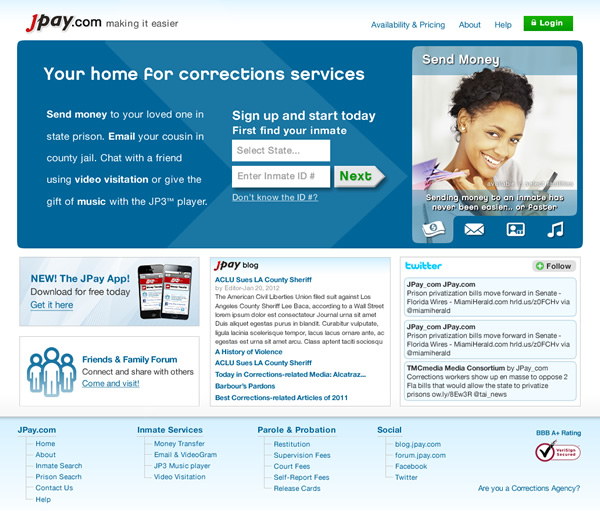 Jpay.com making it easier
Availability & Pricing About Help Login
Your home for corrections services
Send money to your loved one in
state prison. Email your cousin in
county jail. Chat with a friend
using video visitation or give the
gift of music with the JP3™ player.
Sign up and start today
First find your inmate
Select State...
Enter Inmate ID #
Next
Don't know the ID #?
Send Money
Sending money to an inmate has
never been easier.. or faster
NEW! The JPay App!
Download for free today
Get it here
Friends & Family Forum
Connect and share with others
Come and visit!
Jpay blog
ACLU Sues LA County Sheriff
by Editor-Jan 20, 2012
The American Civil Liberties Union filed suit against Los
Angeles County Sheriff Lee Baca, according to a Wall Street
lorem ipsum dolor est consectetaur Journal urna sit amet
Duis aliquet egestas purus in blandit. Curabitur vulputate,
ligula lacinia scelerisque tempor, lacus lacus ornare ante, ac
egestas est urna sit amet arcu. Class aptent taciti sociosqu
A History of Violence
ACLU Sues LA County Sheriff
Today in Corrections-related Media: Alcatraz...
Barbour's Pardons
Best Corrections-related Articles of 2011
twitter
Follow
JPay_com JPay.com
Prison privatization bills move forward in Senate -
Florida Wires - MiamiHerald.com hrld.us/z0FCHv via
@miamiherald
JPay_com JPay.com
Prison privatization bills move forward in Senate -
Florida Wires - MiamiHerald.com hrld.us/z0FCHv via
@miamiherald
TMCmedia Media Consortium by JPay_com
Corrections workers show up en masse to oppose 2
Fla bills that would allow the state to privatize
prisons ow.ly/8Ew3R @tai_news
JPay.com
Home
About
Inmate Search
Prisorn Seacrh
Contact Us
Help
Inmate Services
Money Transfer
Email & VideoGram
JP3 Music player
Video Visitation
Parole & Probation
Restitution
Supervision Fees
Court Fees
Self-Report Fees
Release Cards
Social
blog.jpay.com
forum.jpay.com
Facebook
Twitter
BBB A+ Rating
VeriSign
Secured
Are you a Corrections Agency?